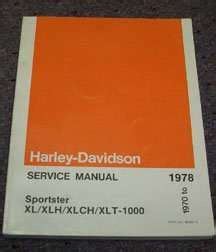 Harley-Davidson
SERVICE MANUAL
1978
1970 to
Sportster
XL/XLH/XLCH/XLT-1000